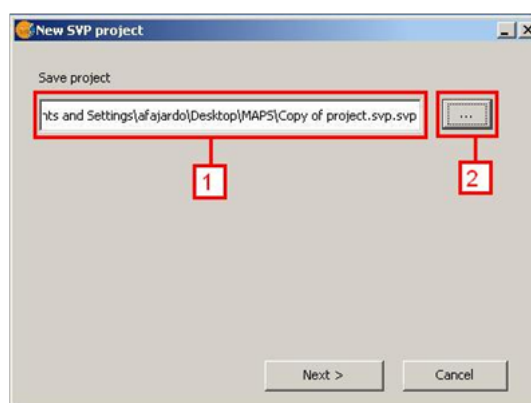 New SVP project
Save project
nts and Settings\afajardo\Desktop\MAPS\Copy of project.svp.svp
...
1
2
Next >
Cancel